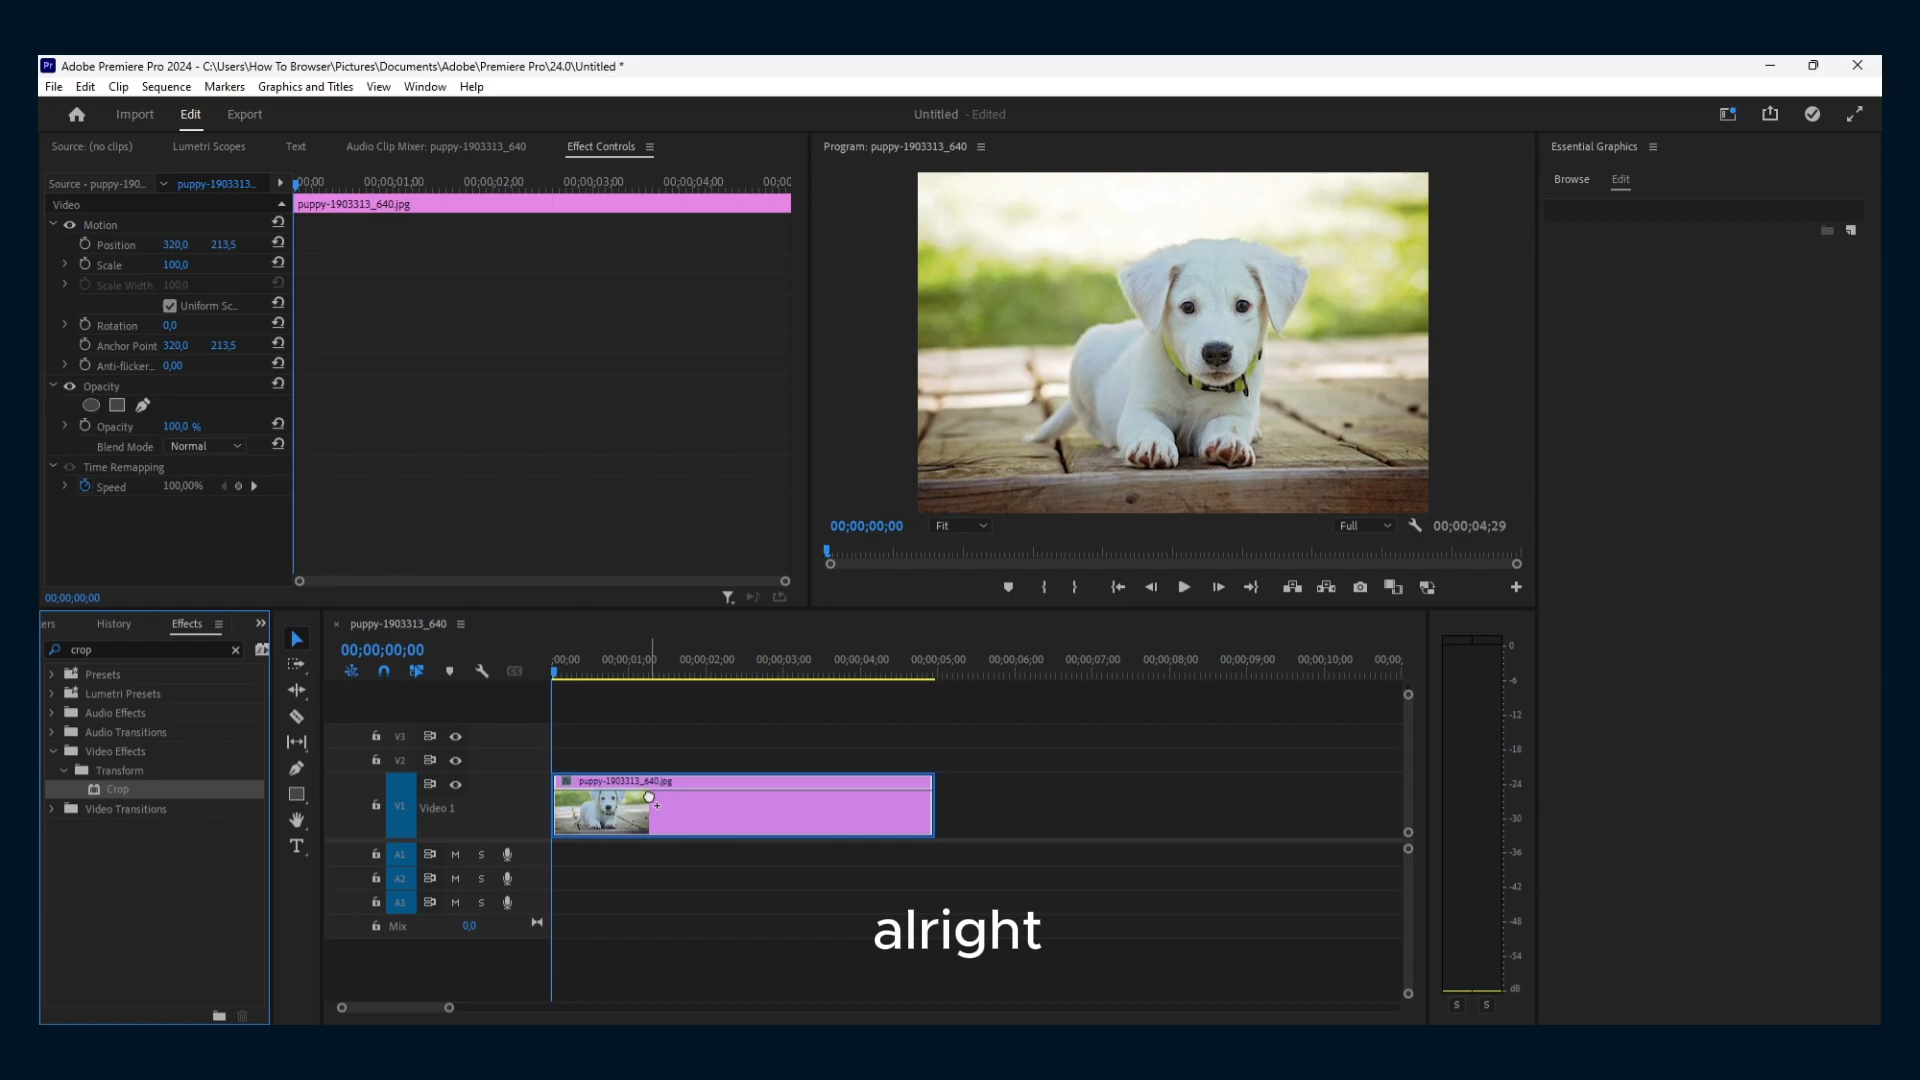 Pr Adobe Premiere Pro 2024 - C:\Users\How To Browser\Pictures\Documents\Adobe\Premiere Pro\24.0\Untitled *
File Edit Clip Sequence Markers Graphics and Titles View Window Help
Import Edit Export Untitled - Edited
Source: (no clips) Lumetri Scopes Text Audio Clip Mixer: puppy-1903313_640 Effect Controls
Source - puppy-190... puppy-1903313...
;00;00 00;00;01;00 00;00;02;00 00;00;03;00 00;00;04;00 00;00
Video
puppy-1903313_640.jpg
Motion
Position 320,0 213,5
Scale 100,0
Scale Width 100,0
Uniform Sc...
Rotation 0,0
Anchor Point 320,0 213,5
Anti-flicker... 0,00
Opacity
Opacity 100,0 %
Blend Mode Normal
Time Remapping
Speed 100,00%
00;00;00;00
Program: puppy-1903313_640
00;00;00;00 Fit Full 00;00;04;29
Essential Graphics
Browse Edit
ers History Effects
crop
Presets
Lumetri Presets
Audio Effects
Audio Transitions
Video Effects
Transform
Crop
Video Transitions
puppy-1903313_640
00;00;00;00
;00;00 00;00;01;00 00;00;02;00 00;00;03;00 00;00;04;00 00;00;05;00 00;00;06;00 00;00;07;00 00;00;08;00 00;00;09;00 00;00;10;00 00;00;
V3
V2
puppy-1903313_640.jpg
V1 Video 1
A1 M S
A2 M S
A3 M S
Mix 0,0
alright
0
-6
-12
-18
-24
-30
-36
-42
-48
-54
dB
S S